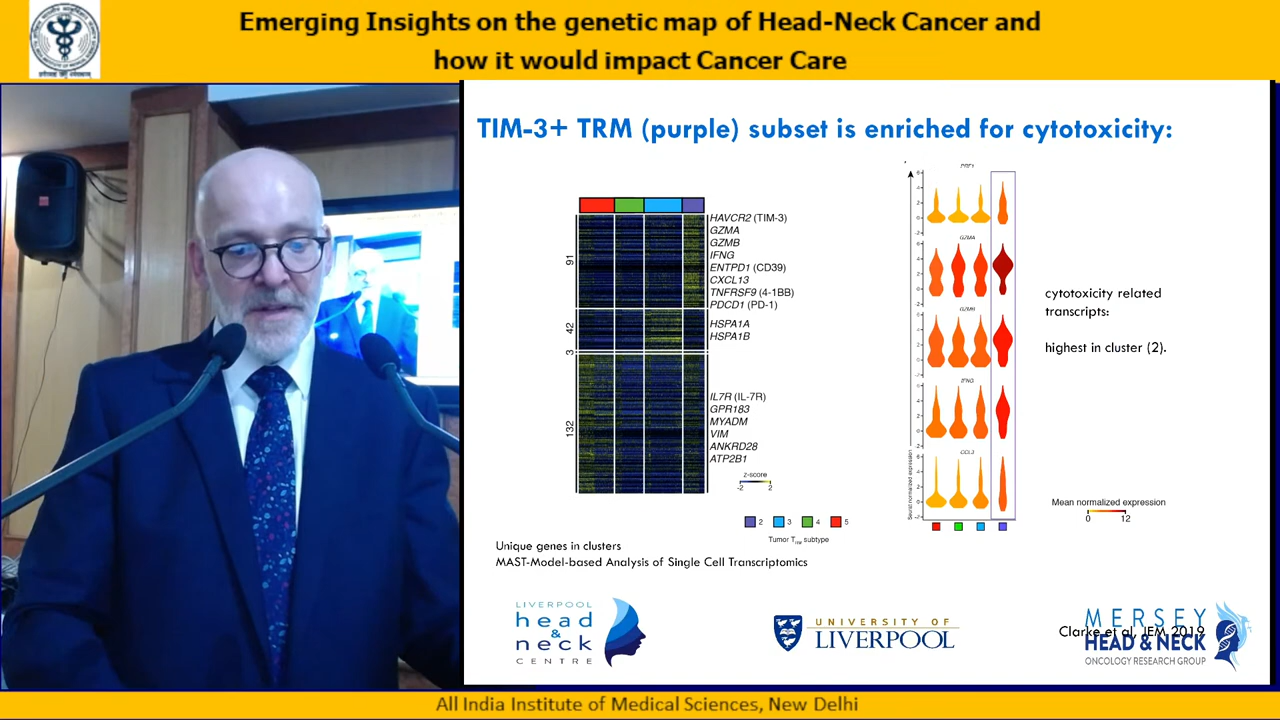 Emerging Insights on the genetic map of Head-Neck Cancer and
how it would impact Cancer Care
TIM-3+ TRM (purple) subset is enriched for cytotoxicity:
91
42
3
132
HAVCR2 (TIM-3)
GZMA
GZMB
IFNG
ENTPD1 (CD39)
CXCL13
TNFRSF9 (4-1BB)
PDCD1 (PD-1)
HSPA1A
HSPA1B
IL7R (IL-7R)
GPR183
MYADM
VIM
ANKRD28
ATP2B1
z-score
-2 2
2 3 4 5
Tumor TRM subtype
Unique genes in clusters
MAST-Model-based Analysis of Single Cell Transcriptomics
PRF1
GZMA
GZMB
IFNG
CCL3
Seurat normalized expression
cytotoxicity related
transcripts:
highest in cluster (2).
Mean normalized expression
0 12
LIVERPOOL
head
&
neck
CENTRE
UNIVERSITY OF
LIVERPOOL
Clarke et al, JEM 2019
MERSEY
HEAD & NECK
ONCOLOGY RESEARCH GROUP
All India Institute of Medical Sciences, New Delhi